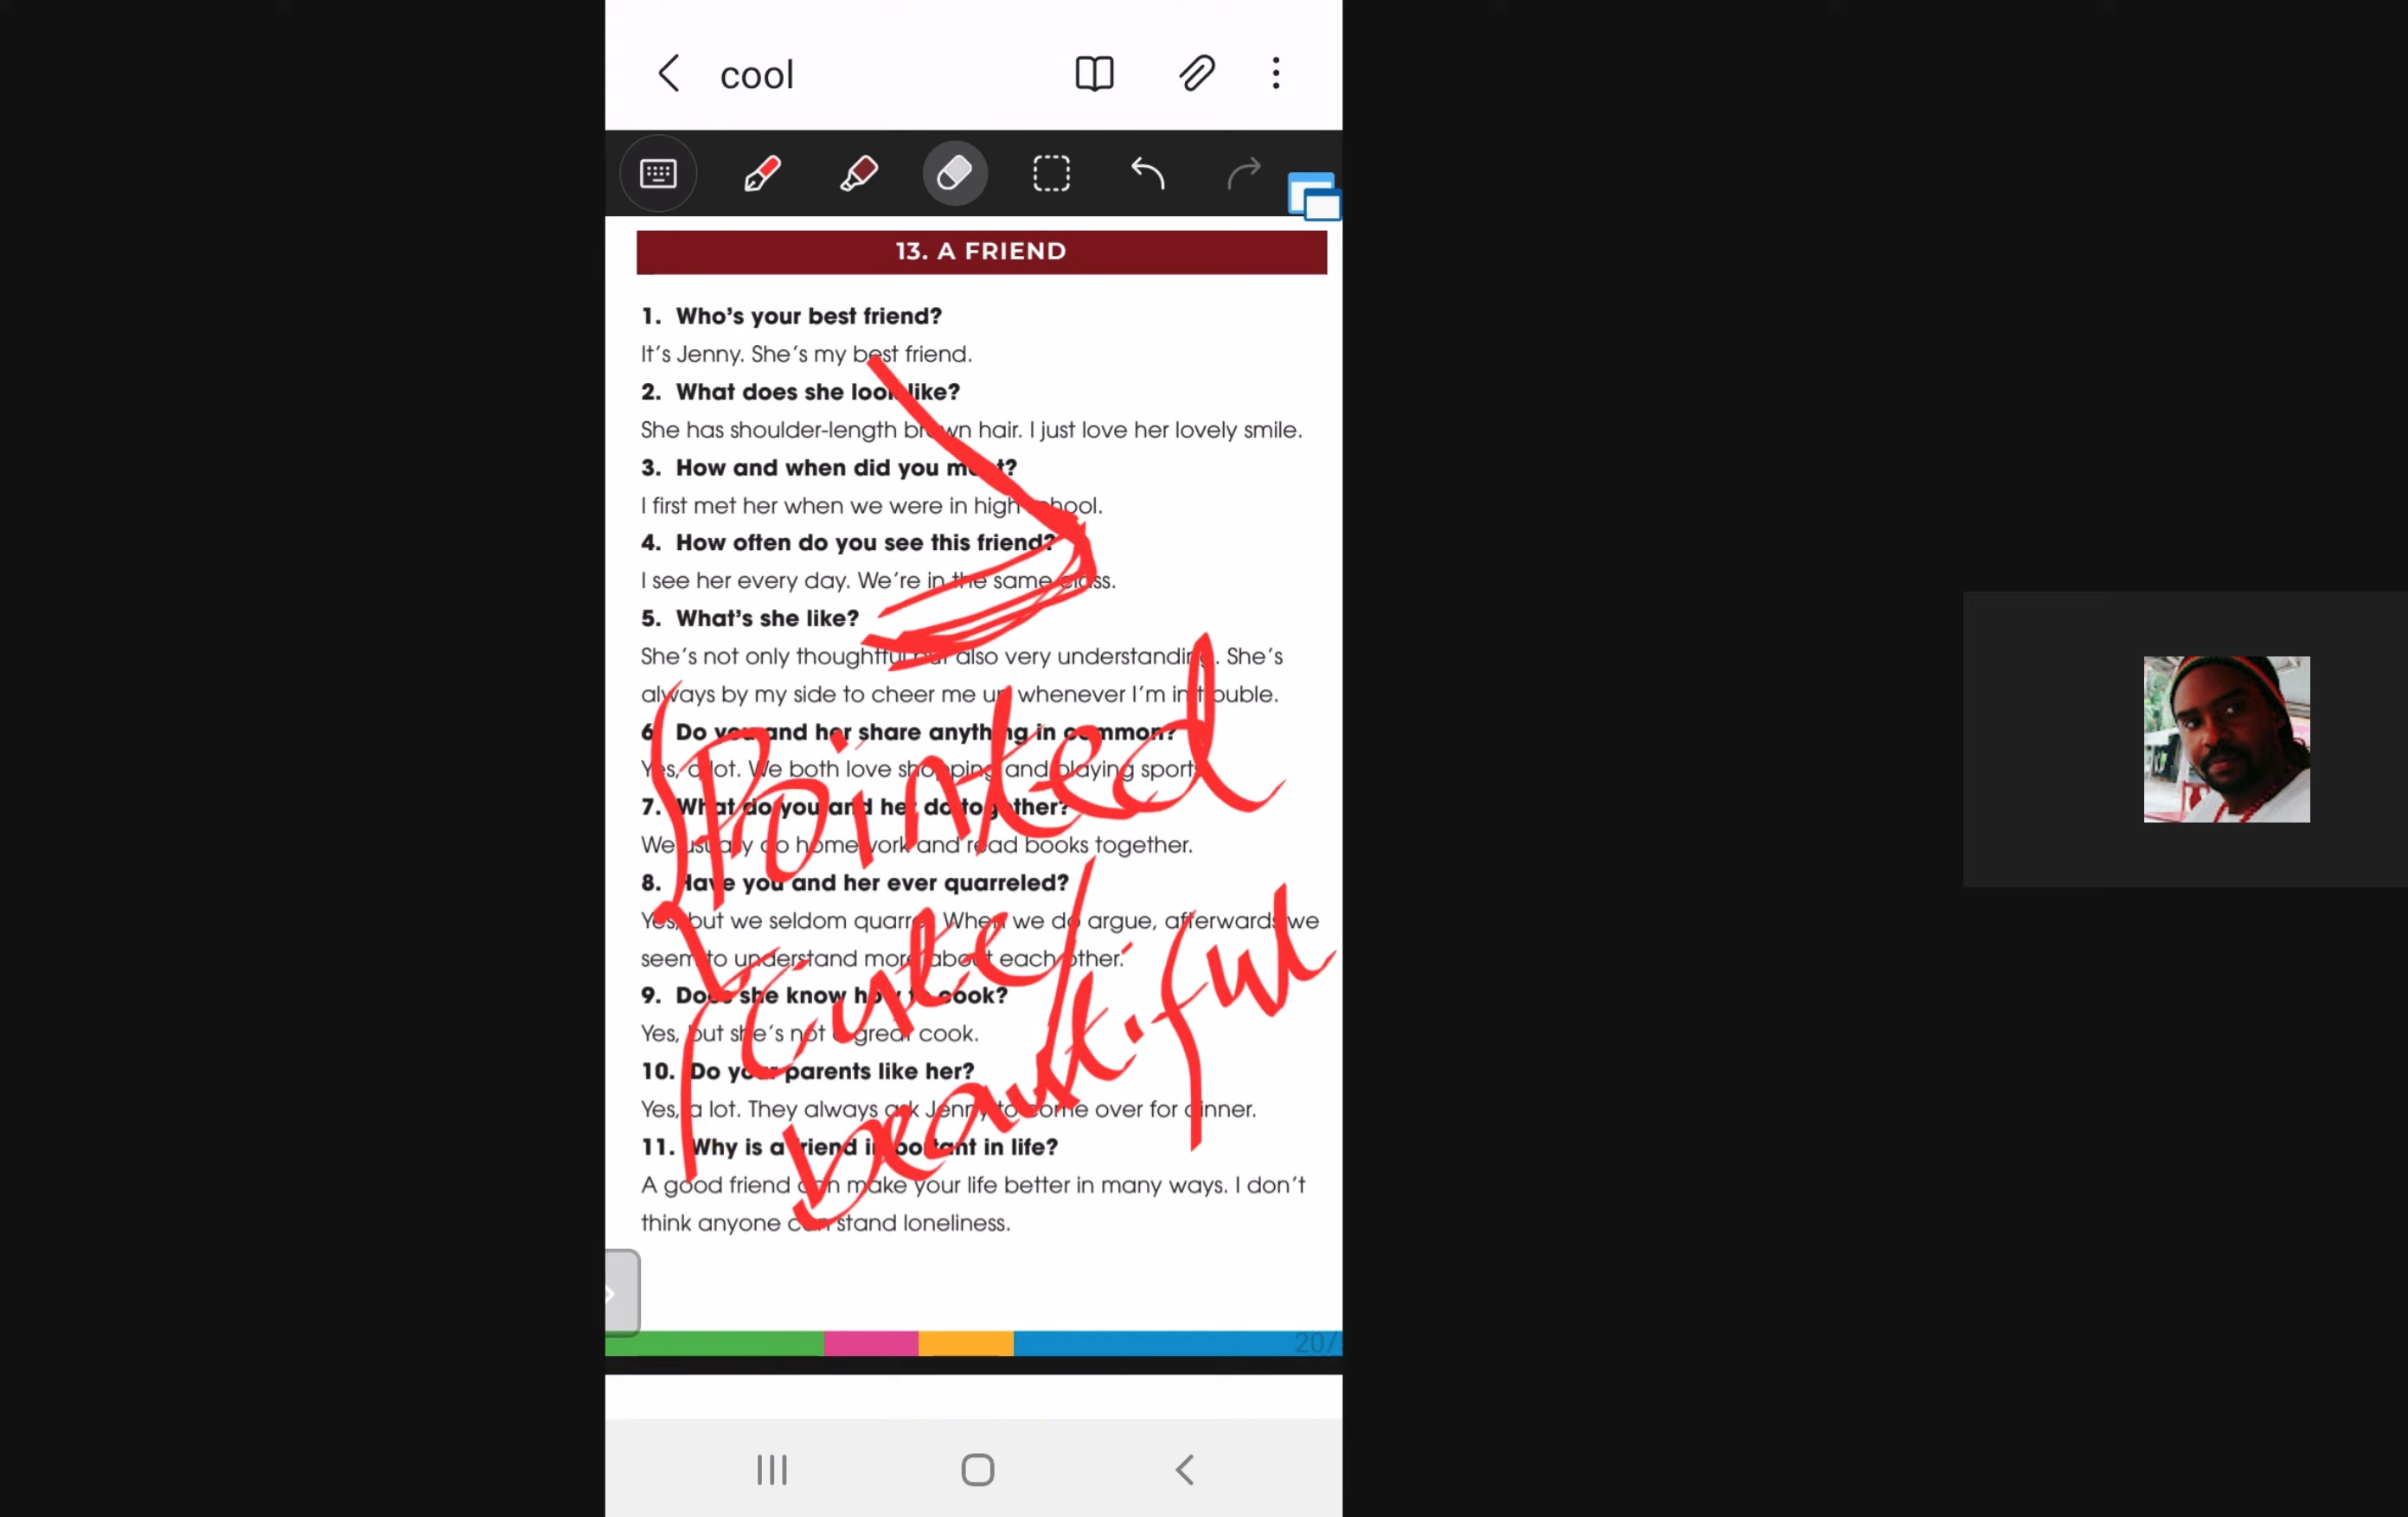 cool
13. A FRIEND
1. Who's your best friend?
It's Jenny. She's my best friend.
2. What does she look like?
She has shoulder-length brown hair. I just love her lovely smile.
3. How and when did you meet?
I first met her when we were in high school.
4. How often do you see this friend?
I see her every day. We're in the same class.
5. What's she like?
She's not only thoughtful but also very understanding. She's
always by my side to cheer me up whenever I'm in trouble.
6. Do you and her share anything in common?
Yes, a lot. We both love shopping and playing sports.
7. What do you and her do together?
We usually do homework and read books together.
8. Have you and her ever quarreled?
Yes, but we seldom quarrel. When we do argue, afterwards we
seem to understand more about each other.
9. Does she know how to cook?
Yes, but she's not a great cook.
10. Do your parents like her?
Yes, a lot. They always ask Jenny to come over for dinner.
11. Why is a friend important in life?
A good friend can make your life better in many ways. I don't
think anyone can stand loneliness.
Pointed
Cute/
beautiful
20/